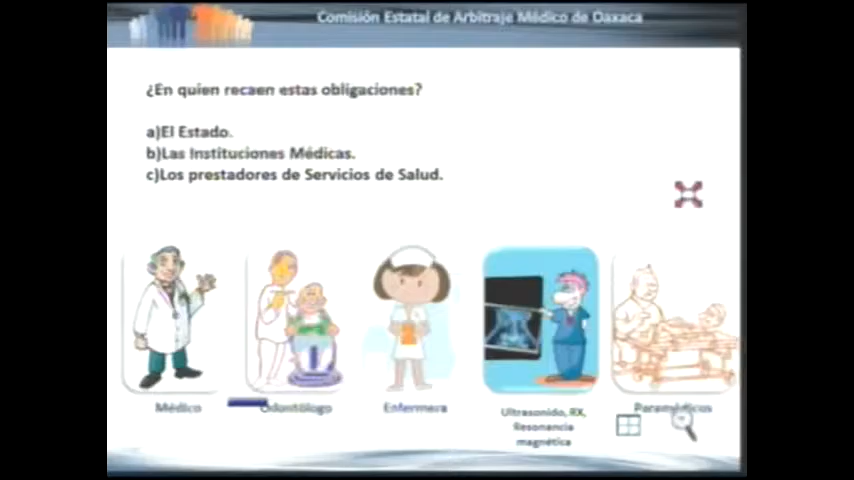 Comisión Estatal de Arbitraje Médico de Oaxaca
¿En quien recaen estas obligaciones?
a)El Estado.
b)Las Instituciones Médicas.
c)Los prestadores de Servicios de Salud.
Médico
Odontólogo
Enfermera
Ultrasonido, RX,
Resonancia
magnética
Paramédicos